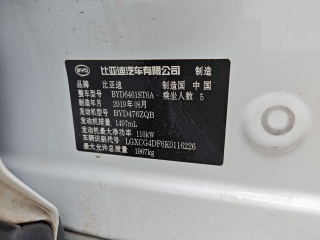 BYD 比亚迪汽车有限公司 制造
品牌 比亚迪 制造国 中国
整车型号 BYD6461ST6A 乘坐人数 5
制造年月 2019年08月
发动机型号 BYD476ZQB
发动机排量 1497mL
发动机最大净功率 110kW
车辆识别代号 LGXCG4DF6K0116226
最大允许总质量 1967kg